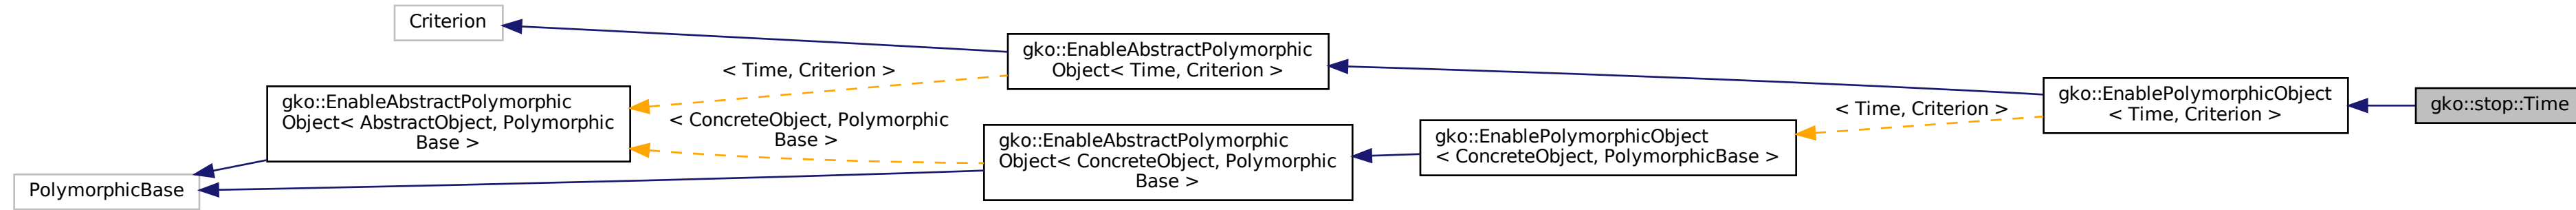 Criterion
gko::EnableAbstractPolymorphic
Object< Time, Criterion >
< Time, Criterion >
gko::EnableAbstractPolymorphic
Object< AbstractObject, Polymorphic
Base >
< ConcreteObject, Polymorphic
Base >
gko::EnableAbstractPolymorphic
Object< ConcreteObject, Polymorphic
Base >
PolymorphicBase
gko::EnablePolymorphicObject
< ConcreteObject, PolymorphicBase >
< Time, Criterion >
gko::EnablePolymorphicObject
< Time, Criterion >
gko::stop::Time